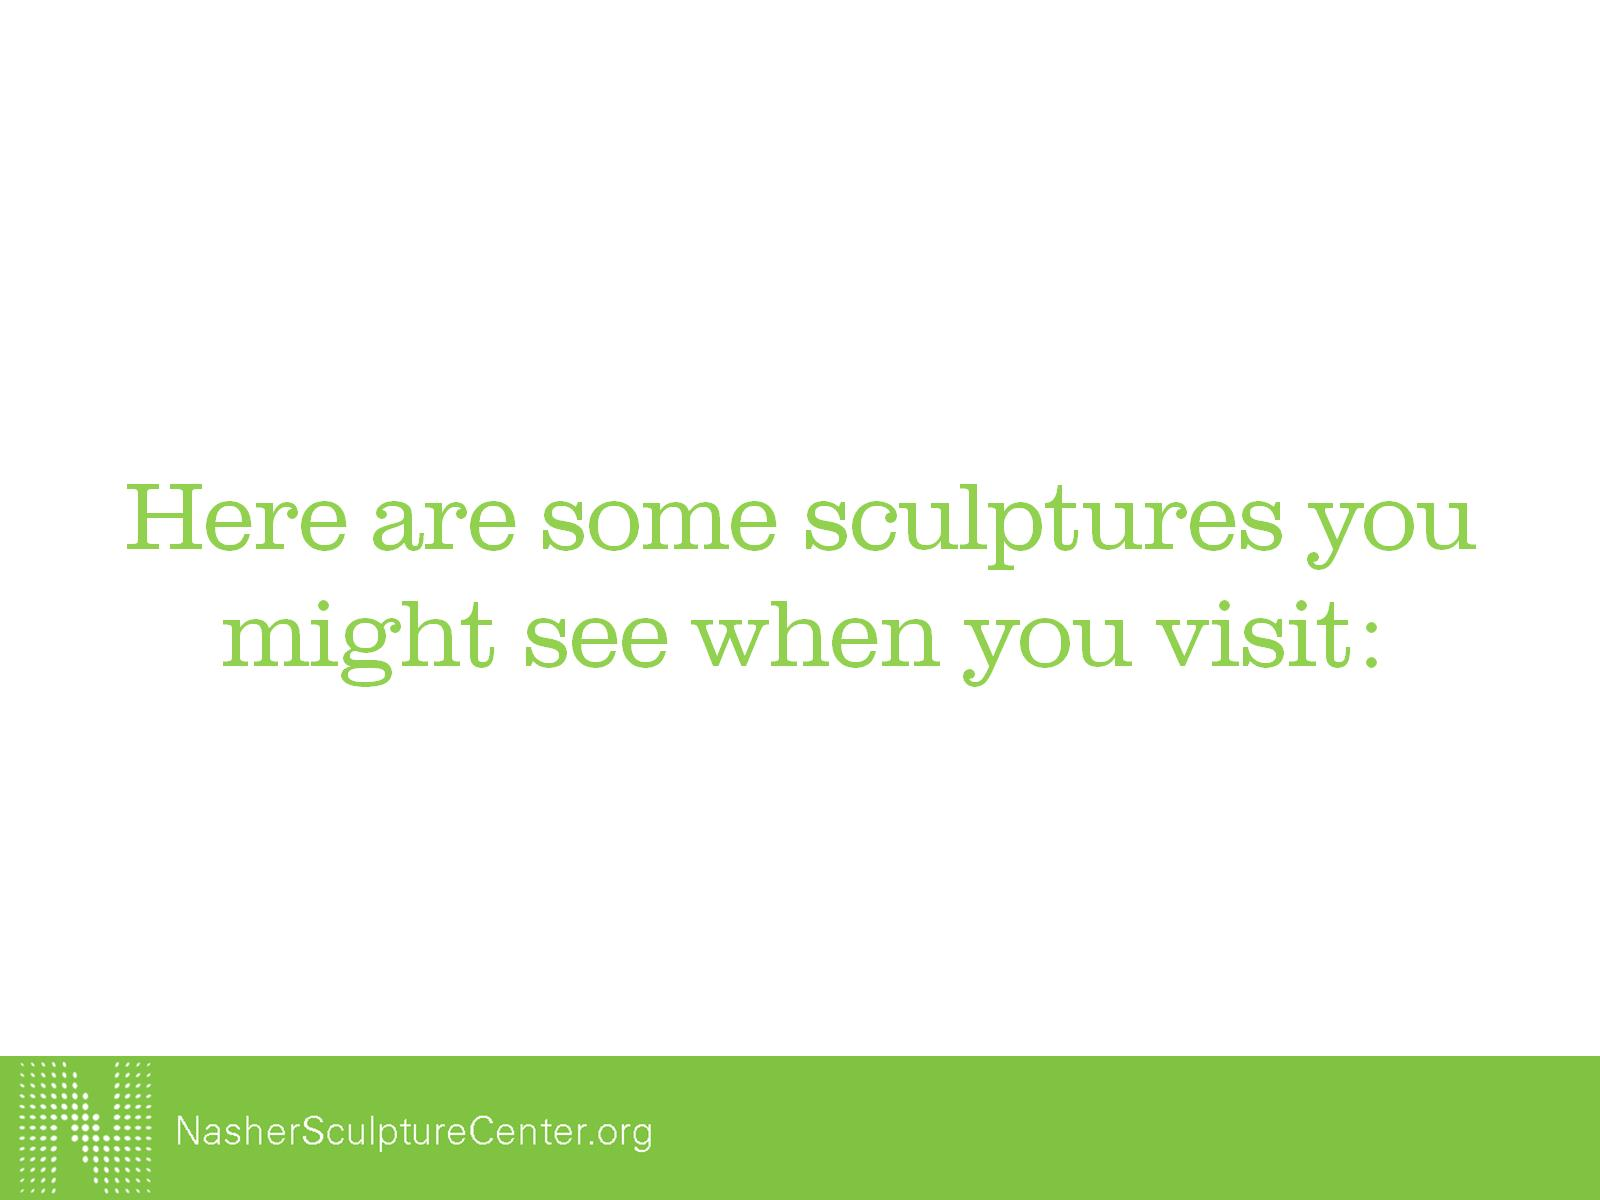 Here are some sculptures you
might see when you visit:
NasherSculptureCenter.org